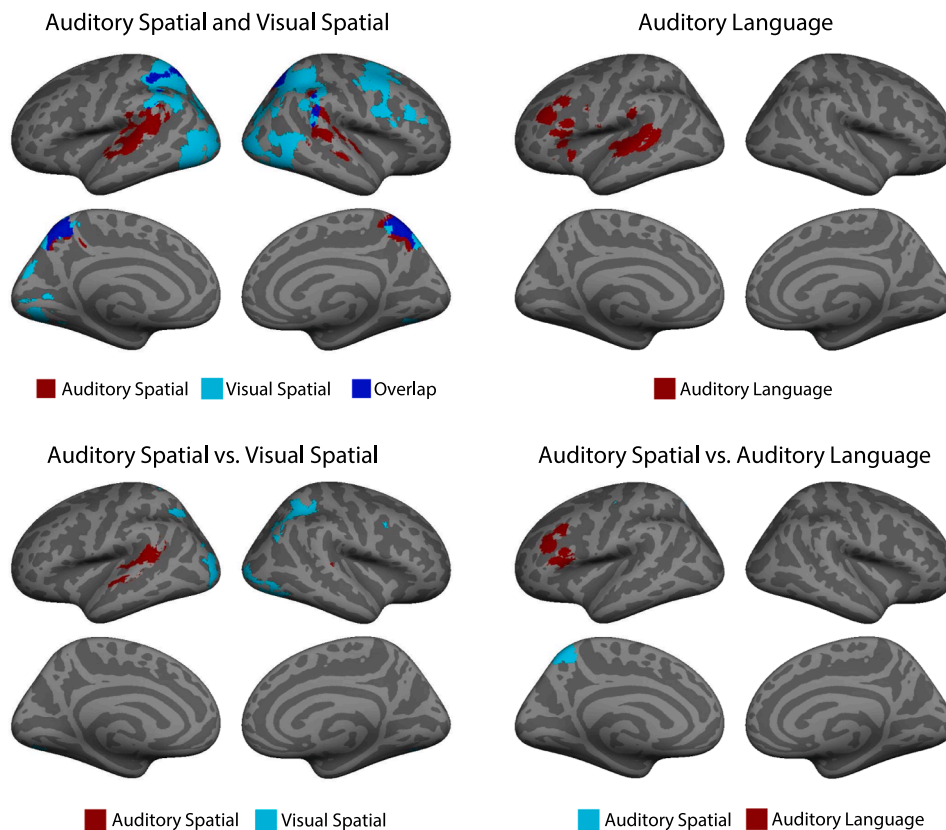 Auditory Spatial and Visual Spatial
Auditory Language
Auditory Spatial Visual Spatial Overlap
Auditory Language
Auditory Spatial vs. Visual Spatial
Auditory Spatial vs. Auditory Language
Auditory Spatial Visual Spatial
Auditory Spatial Auditory Language